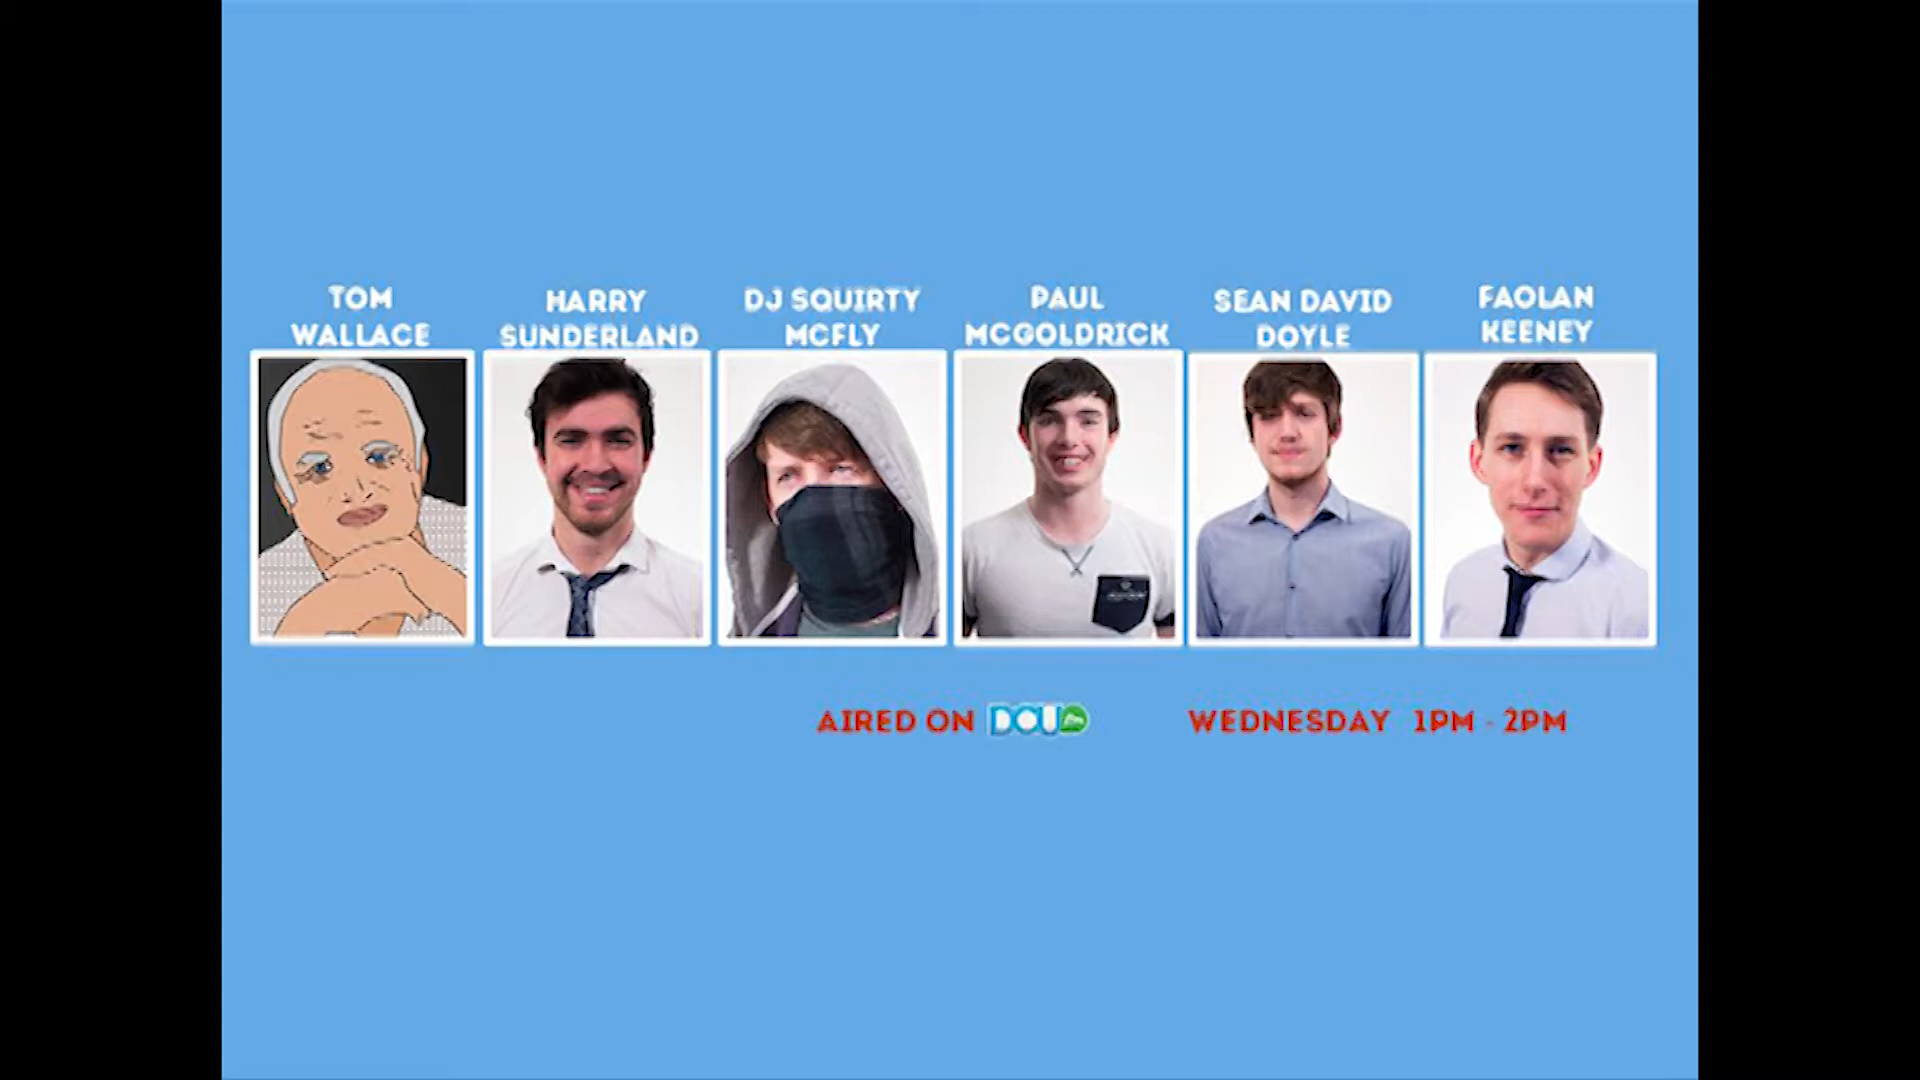 TOM
WALLACE
HARRY
SUNDERLAND
DJ SQUIRTY
MCFLY
PAUL
MCGOLDRICK
SEAN DAVID
DOYLE
FAOLAN
KEENEY
AIRED ON DCU fm
WEDNESDAY 1PM - 2PM